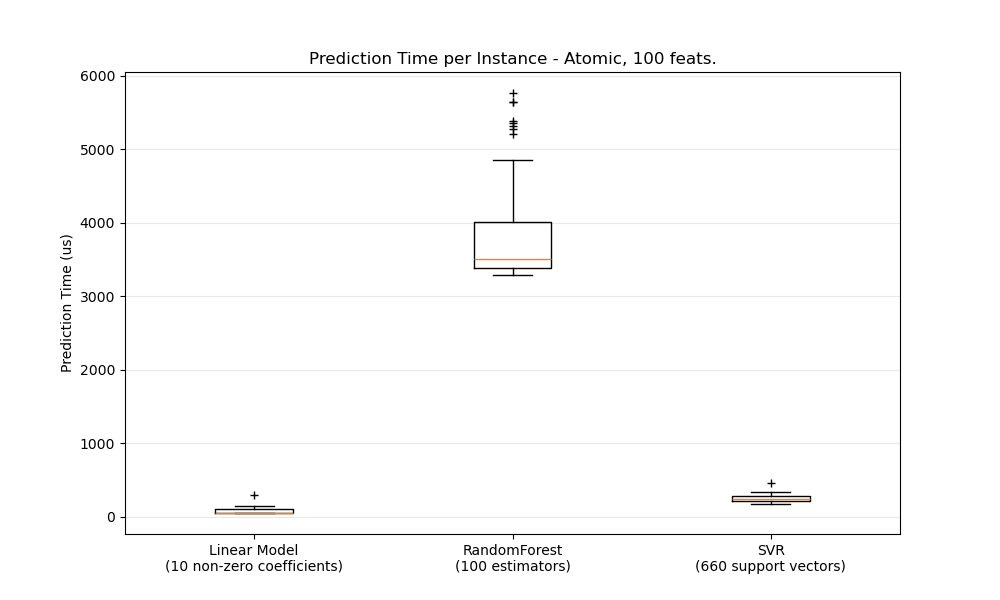 Prediction Time per Instance - Atomic, 100 feats.
Prediction Time (us)
6000
5000
4000
3000
2000
1000
0
Linear Model
(10 non-zero coefficients)
RandomForest
(100 estimators)
SVR
(660 support vectors)